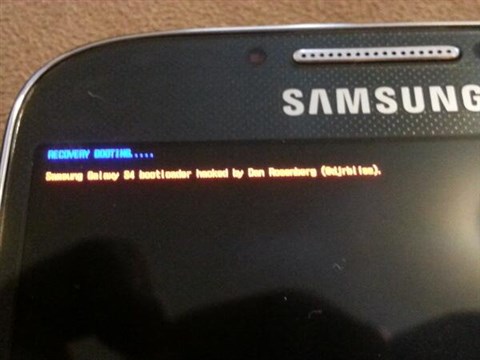 SAMSUNG
RECOVERY BOOTING....
Samsung Galaxy S4 bootloader hacked by Dan Rosenberg (@djrbliss).